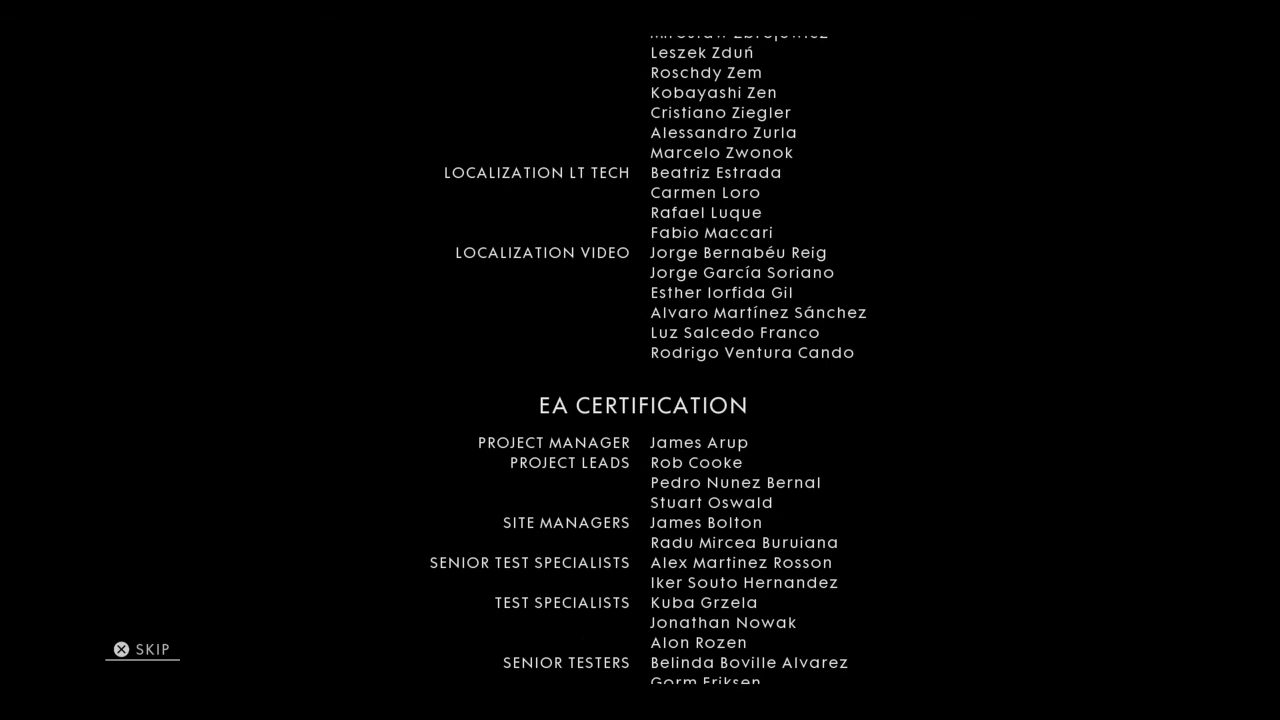 Leszek Zduń
Roschdy Zem
Kobayashi Zen
Cristiano Ziegler
Alessandro Zurla
Marcelo Zwonok
LOCALIZATION LT TECH Beatriz Estrada
Carmen Loro
Rafael Luque
Fabio Maccari
LOCALIZATION VIDEO Jorge Bernabéu Reig
Jorge García Soriano
Esther Iorfida Gil
Alvaro Martínez Sánchez
Luz Salcedo Franco
Rodrigo Ventura Cando
EA CERTIFICATION
PROJECT MANAGER James Arup
PROJECT LEADS Rob Cooke
Pedro Nunez Bernal
Stuart Oswald
SITE MANAGERS James Bolton
Radu Mircea Buruiana
SENIOR TEST SPECIALISTS Alex Martinez Rosson
Iker Souto Hernandez
TEST SPECIALISTS Kuba Grzela
Jonathan Nowak
Alon Rozen
SENIOR TESTERS Belinda Boville Alvarez
Gorm Eriksen
SKIP